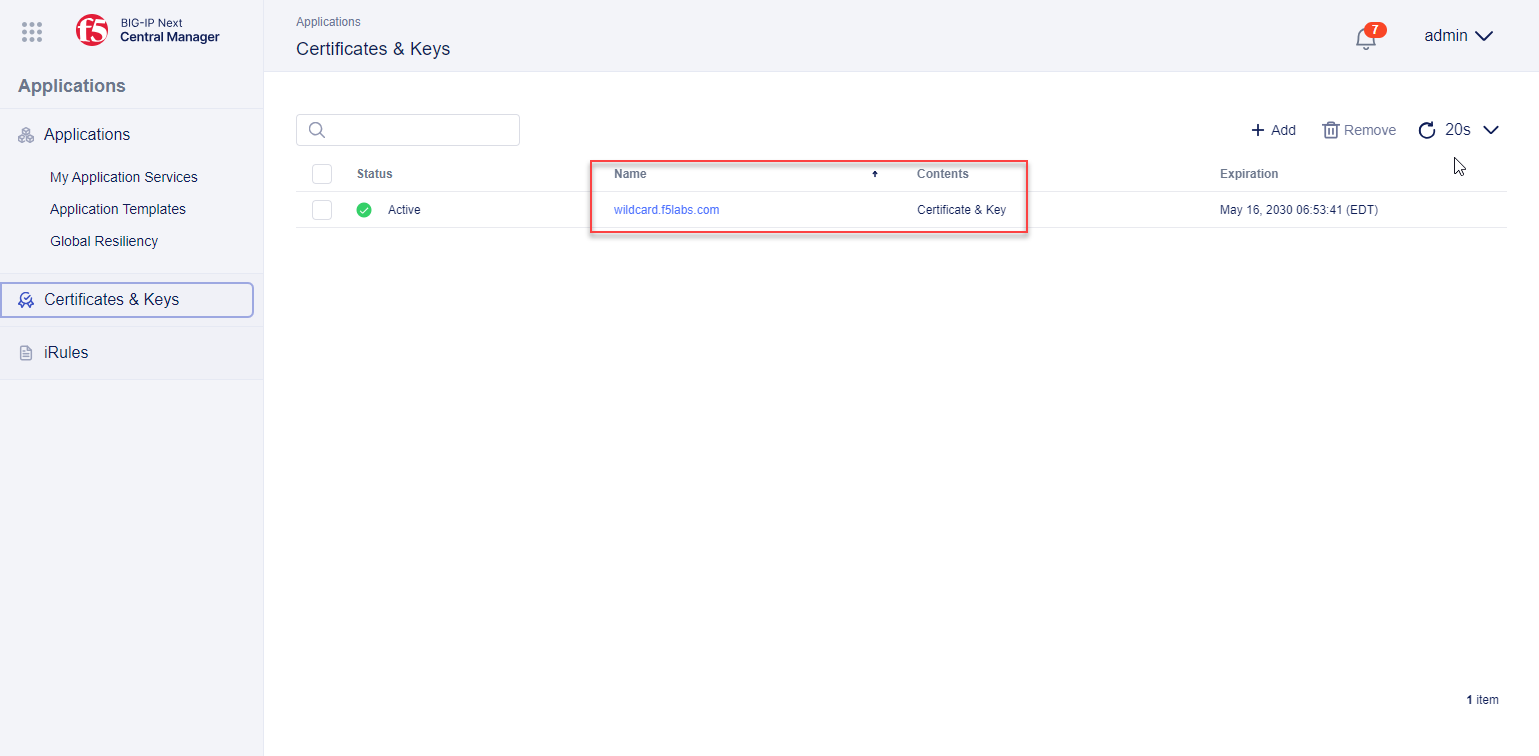 BIG-IP Next
Central Manager
f5
Applications
Applications
My Application Services
Application Templates
Global Resiliency
Certificates & Keys
iRules
Applications
Certificates & Keys
7
admin
Add
Remove
20s
Status
Name
Contents
Expiration
Active
wildcard.f5labs.com
Certificate & Key
May 16, 2030 06:53:41 (EDT)
1 item